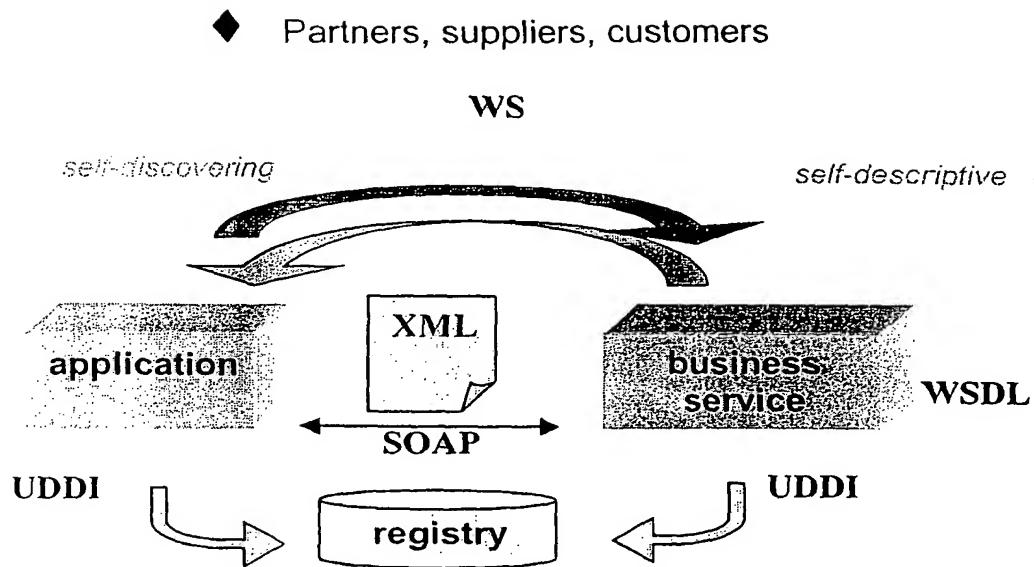 ◆ Partners, suppliers, customers
WS
self-discovering
self-descriptive
XML
application
business
service
WSDL
SOAP
UDDI
UDDI
registry